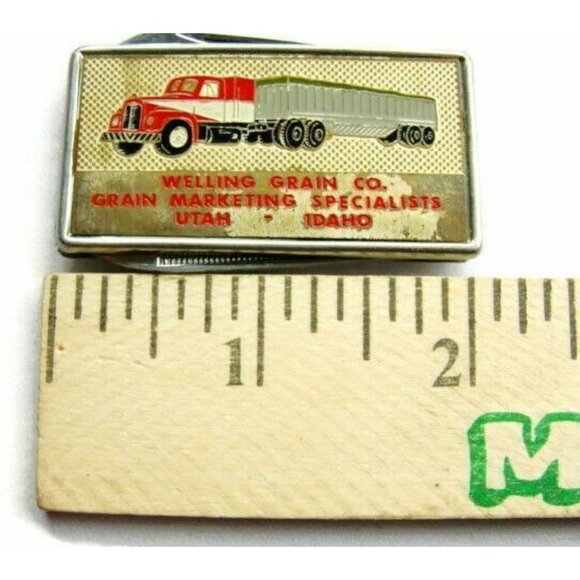 WELLING GRAIN CO.
GRAIN MARKETING SPECIALISTS
UTAH • IDAHO
1 2
M